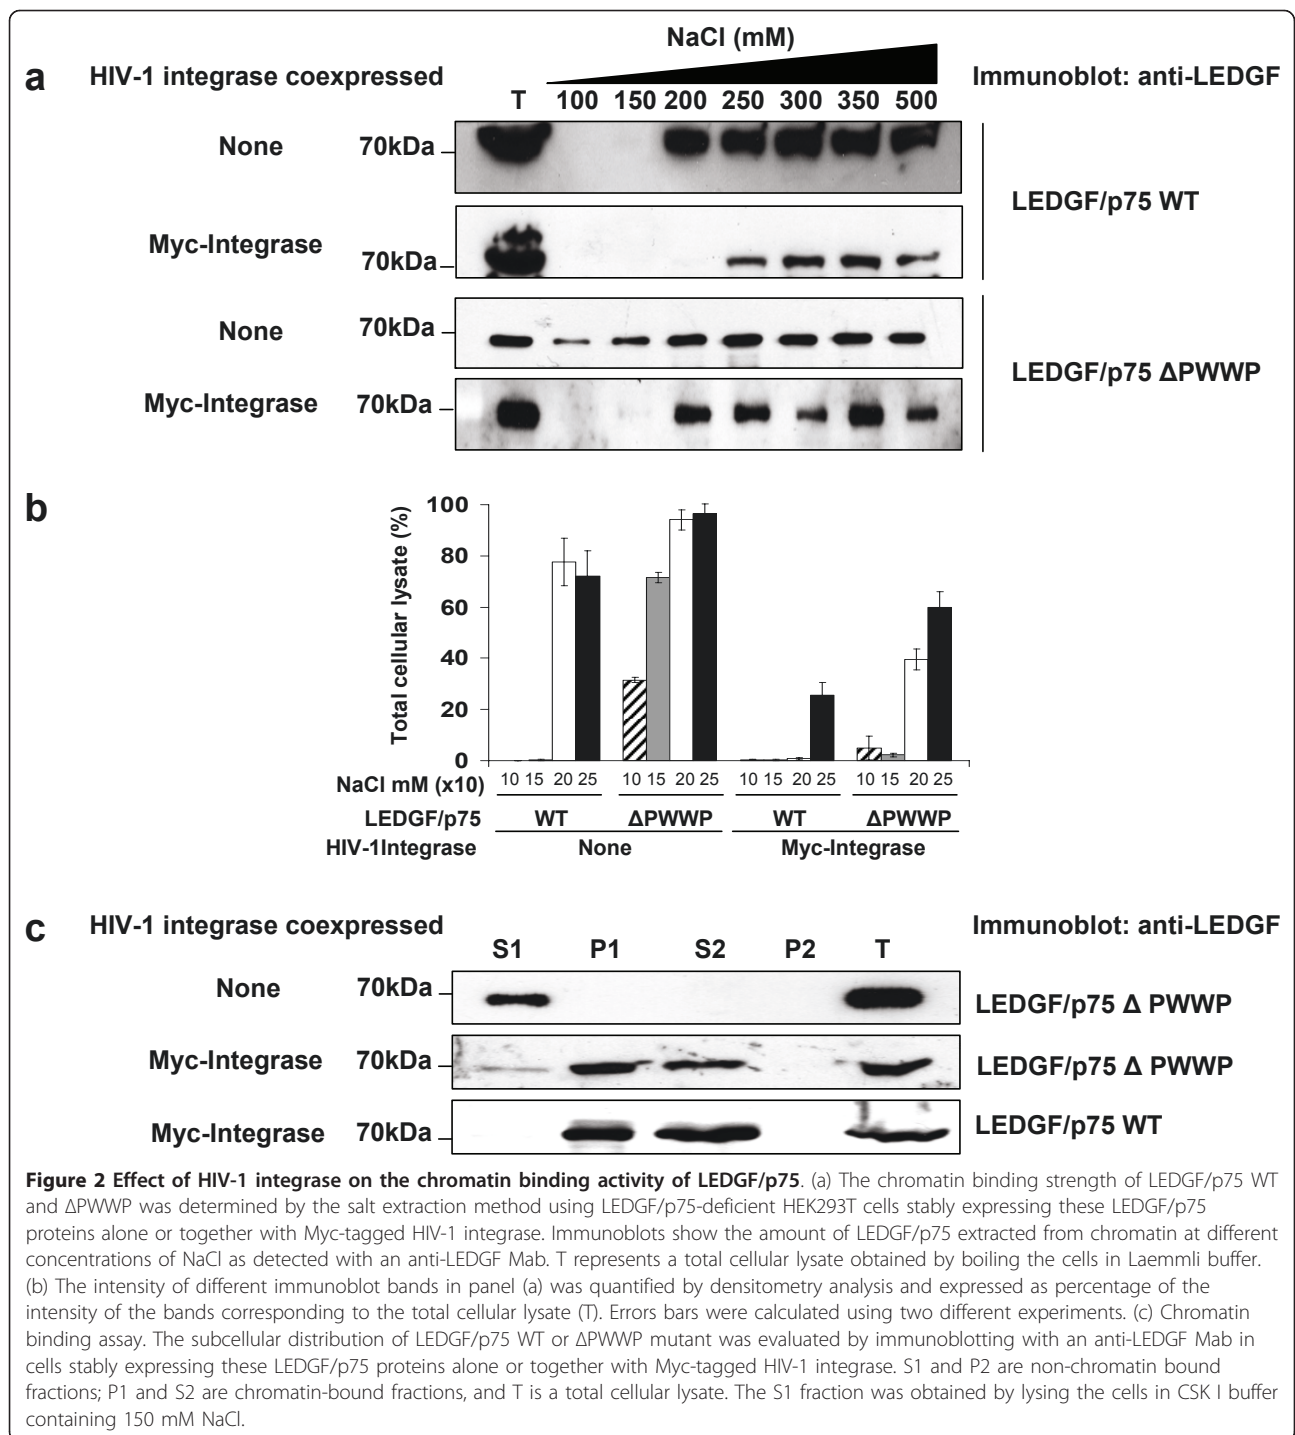 a
NaCl (mM)
HIV-1 integrase coexpressed
Immunoblot: anti-LEDGF
T 100 150 200 250 300 350 500
None 70kDa
LEDGF/p75 WT
Myc-Integrase 70kDa
None 70kDa
LEDGF/p75 ΔPWWP
Myc-Integrase 70kDa
b
Total cellular lysate (%)
100
80
60
40
20
0
NaCl mM (x10) 10 15 20 25 10 15 20 25 10 15 20 25 10 15 20 25
LEDGF/p75 WT ΔPWWP WT ΔPWWP
HIV-1Integrase None Myc-Integrase
c
HIV-1 integrase coexpressed
Immunoblot: anti-LEDGF
S1 P1 S2 P2 T
None 70kDa LEDGF/p75 Δ PWWP
Myc-Integrase 70kDa LEDGF/p75 Δ PWWP
Myc-Integrase 70kDa LEDGF/p75 WT
Figure 2 Effect of HIV-1 integrase on the chromatin binding activity of LEDGF/p75. (a) The chromatin binding strength of LEDGF/p75 WT
and ΔPWWP was determined by the salt extraction method using LEDGF/p75-deficient HEK293T cells stably expressing these LEDGF/p75
proteins alone or together with Myc-tagged HIV-1 integrase. Immunoblots show the amount of LEDGF/p75 extracted from chromatin at different
concentrations of NaCl as detected with an anti-LEDGF Mab. T represents a total cellular lysate obtained by boiling the cells in Laemmli buffer.
(b) The intensity of different immunoblot bands in panel (a) was quantified by densitometry analysis and expressed as percentage of the
intensity of the bands corresponding to the total cellular lysate (T). Errors bars were calculated using two different experiments. (c) Chromatin
binding assay. The subcellular distribution of LEDGF/p75 WT or ΔPWWP mutant was evaluated by immunoblotting with an anti-LEDGF Mab in
cells stably expressing these LEDGF/p75 proteins alone or together with Myc-tagged HIV-1 integrase. S1 and P2 are non-chromatin bound
fractions; P1 and S2 are chromatin-bound fractions, and T is a total cellular lysate. The S1 fraction was obtained by lysing the cells in CSK I buffer
containing 150 mM NaCl.